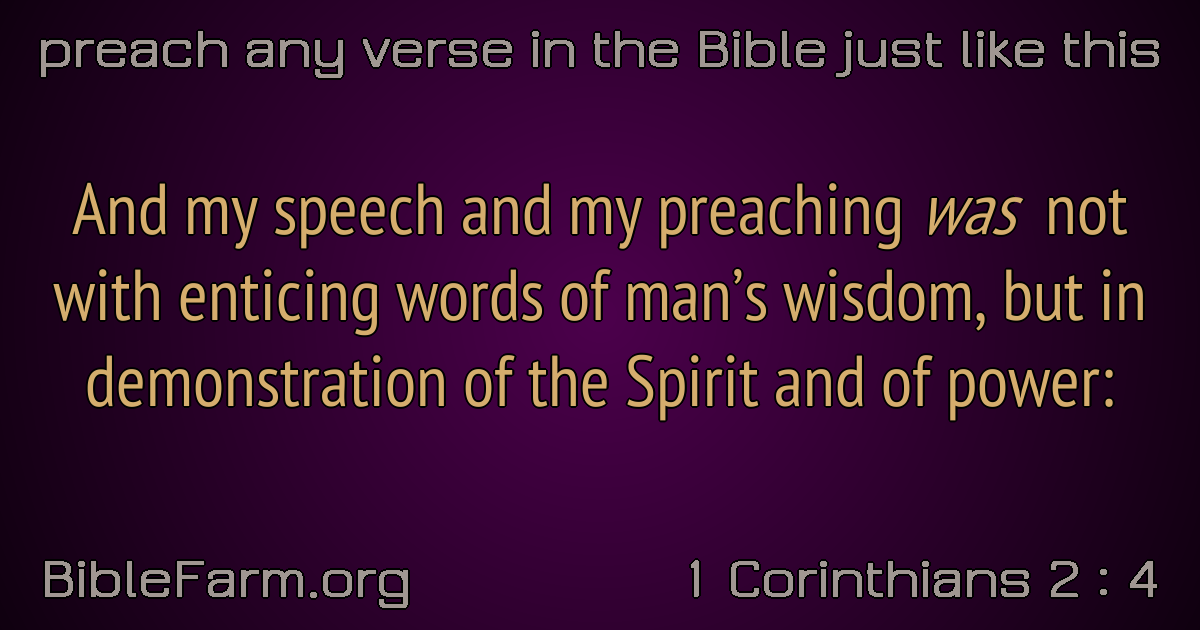 preach any verse in the Bible just like this
And my speech and my preaching was not
with enticing words of man’s wisdom, but in
demonstration of the Spirit and of power:
BibleFarm.org
1 Corinthians 2 : 4